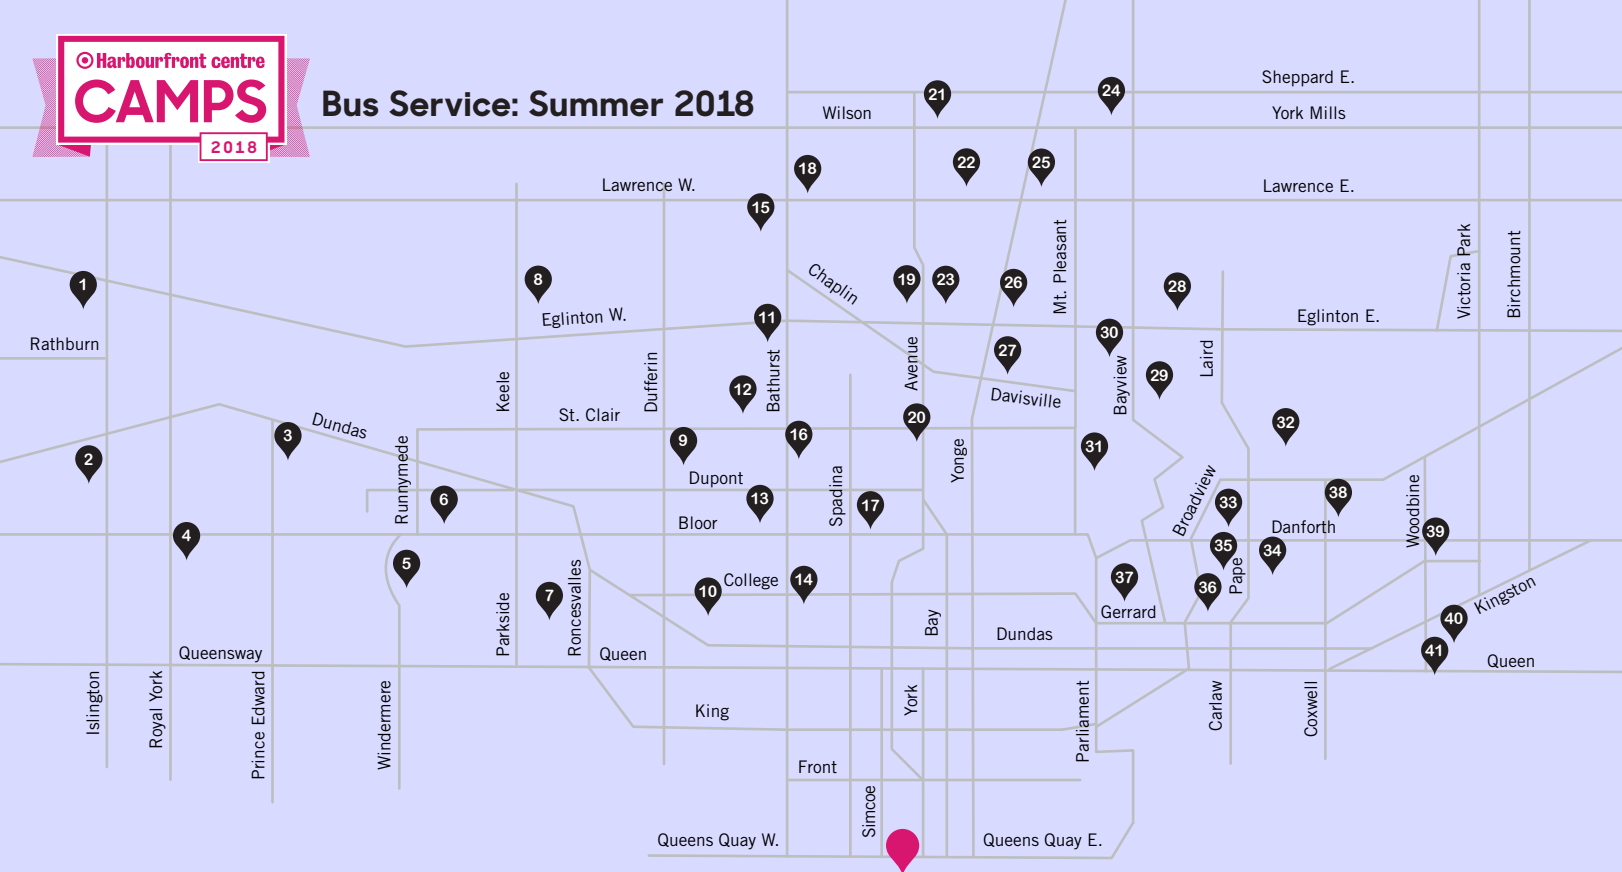 Harbourfront centre
CAMPS
2018
Bus Service: Summer 2018
Sheppard E.
21
24
Wilson
York Mills
18
22
25
Lawrence W.
Lawrence E.
15
1
8
Chaplin
19
23
26
Mt. Pleasant
28
Victoria Park
Birchmount
Eglinton W.
11
Eglinton E.
Rathburn
30
27
Avenue
Laird
Keele
Dufferin
Bathurst
12
Bayview
29
Davisville
St. Clair
3
Dundas
9
16
20
32
2
Runnymede
Yonge
31
Dupont
6
13
Spadina
17
Broadview
33
38
Woodbine
4
Bloor
Danforth
39
5
35
34
7
Roncesvalles
10
College
14
37
36
Pape
Parkside
Bay
Gerrard
Kingston
40
Queensway
Queen
Dundas
41
Queen
Islington
Royal York
Prince Edward
Windermere
King
York
Parliament
Carlaw
Coxwell
Front
Simcoe
Queens Quay W.
Queens Quay E.